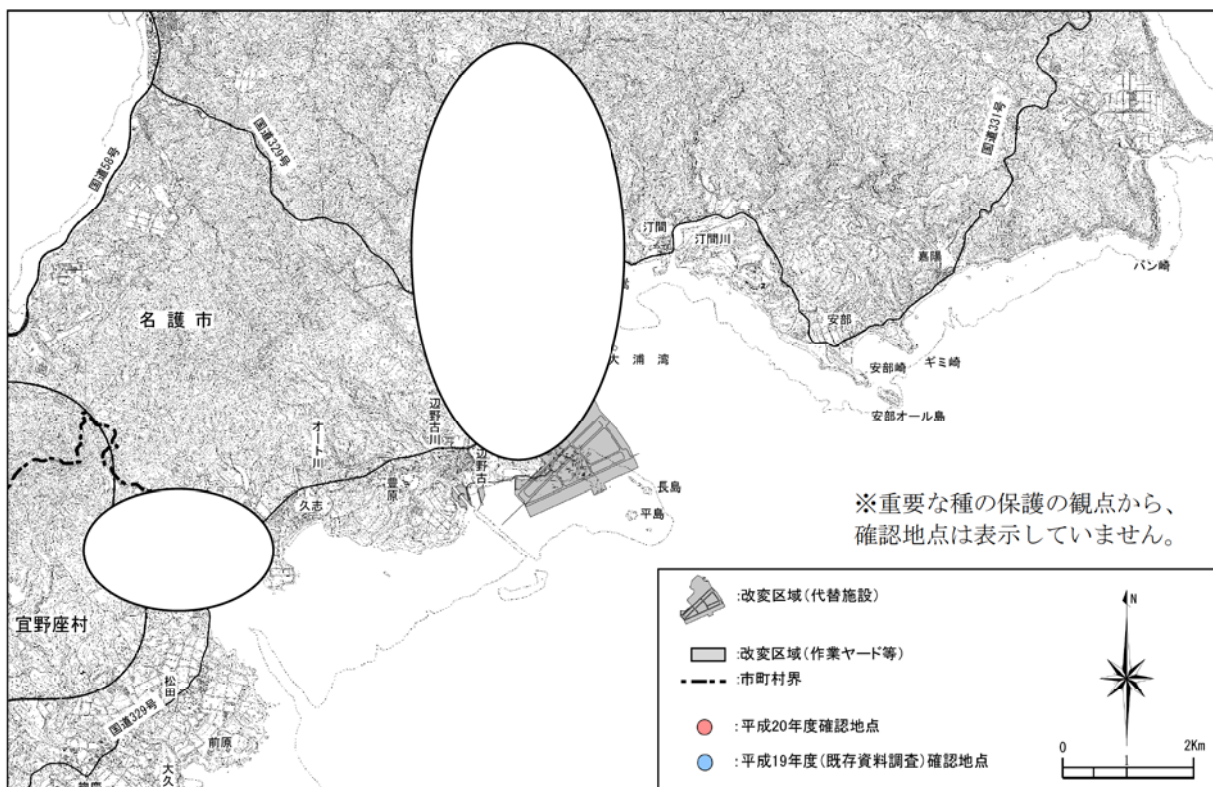 国道58号
国道329号
国道331号
汀間
汀間川
嘉陽
バン崎
名護市
安部
大浦湾
安部崎
ギミ崎
安部オール島
辺野古川
オート川
辺野古
豊原
久志
長島
平島
※重要な種の保護の観点から、
確認地点は表示していません。
宜野座村
松田
国道329号
前原
大久
:改変区域(代替施設)
:改変区域(作業ヤード等)
:市町村界
:平成20年度確認地点
:平成19年度(既存資料調査)確認地点
N
0
2Km